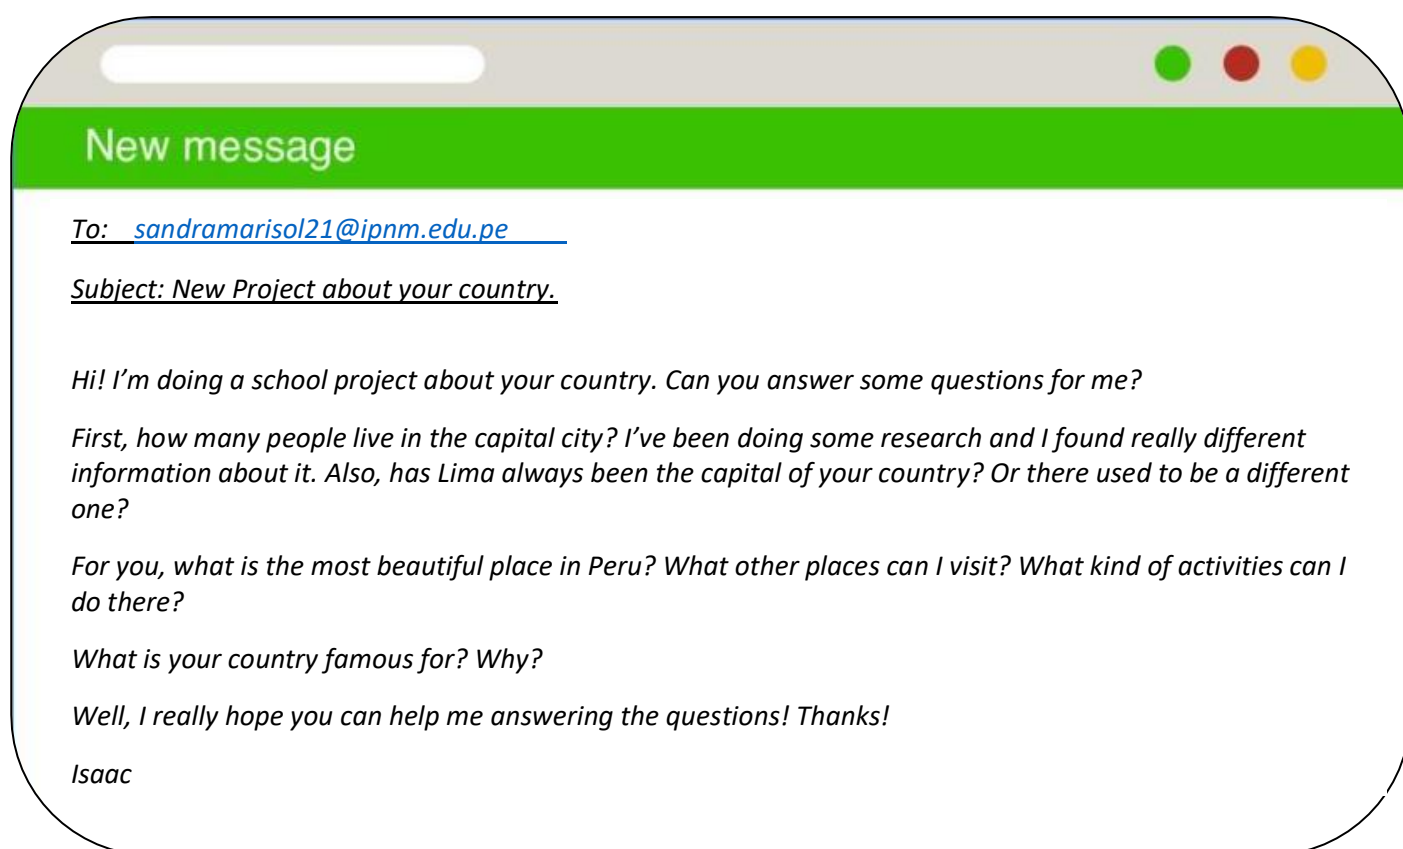 New message
To: sandramarisol21@ipnm.edu.pe
Subject: New Project about your country.
Hi! I’m doing a school project about your country. Can you answer some questions for me?
First, how many people live in the capital city? I’ve been doing some research and I found really different
information about it. Also, has Lima always been the capital of your country? Or there used to be a different
one?
For you, what is the most beautiful place in Peru? What other places can I visit? What kind of activities can I
do there?
What is your country famous for? Why?
Well, I really hope you can help me answering the questions! Thanks!
Isaac